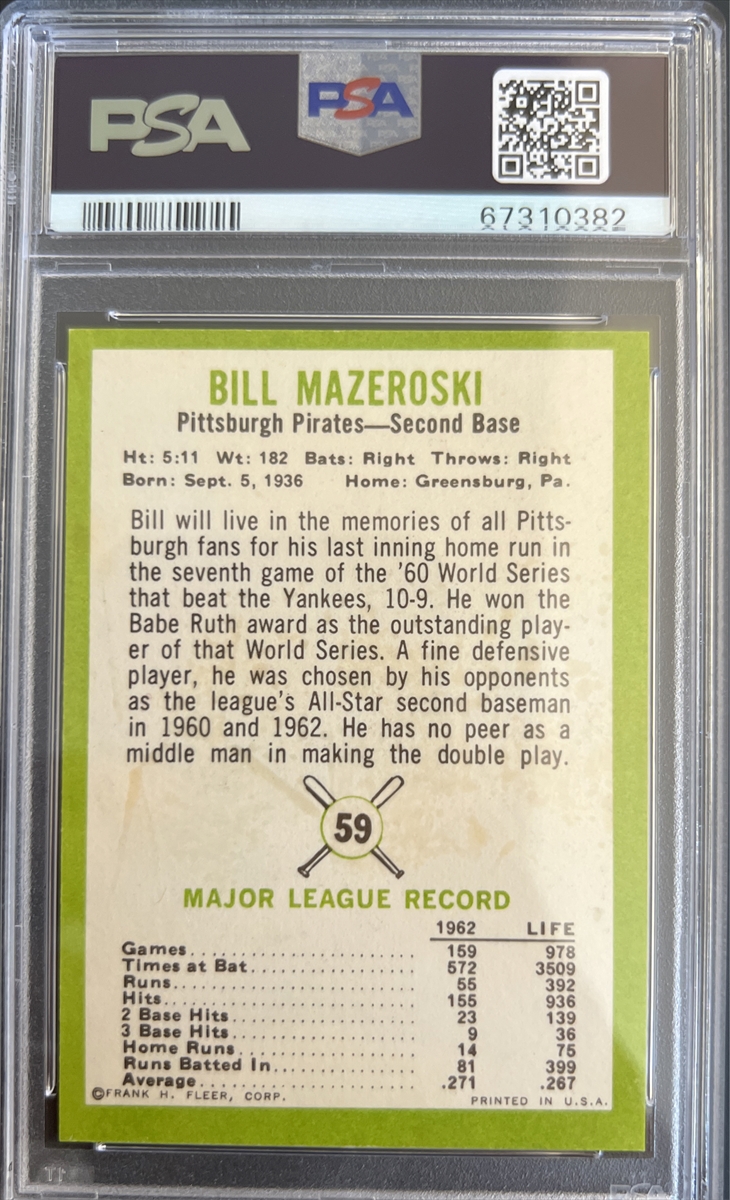 PSA
PSA
67310382
BILL MAZEROSKI
Pittsburgh Pirates—Second Base
Ht: 5:11 Wt: 182 Bats: Right Throws: Right
Born: Sept. 5, 1936 Home: Greensburg, Pa.
Bill will live in the memories of all Pitts-
burgh fans for his last inning home run in
the seventh game of the '60 World Series
that beat the Yankees, 10-9. He won the
Babe Ruth award as the outstanding play-
er of that World Series. A fine defensive
player, he was chosen by his opponents
as the league's All-Star second baseman
in 1960 and 1962. He has no peer as a
middle man in making the double play.
59
MAJOR LEAGUE RECORD
1962 LIFE
Games 159 978
Times at Bat 572 3509
Runs 55 392
Hits 155 936
2 Base Hits 23 139
3 Base Hits 9 36
Home Runs 14 75
Runs Batted In 81 399
Average .271 .267
©FRANK H. FLEER, CORP. PRINTED IN U.S.A.
PSA